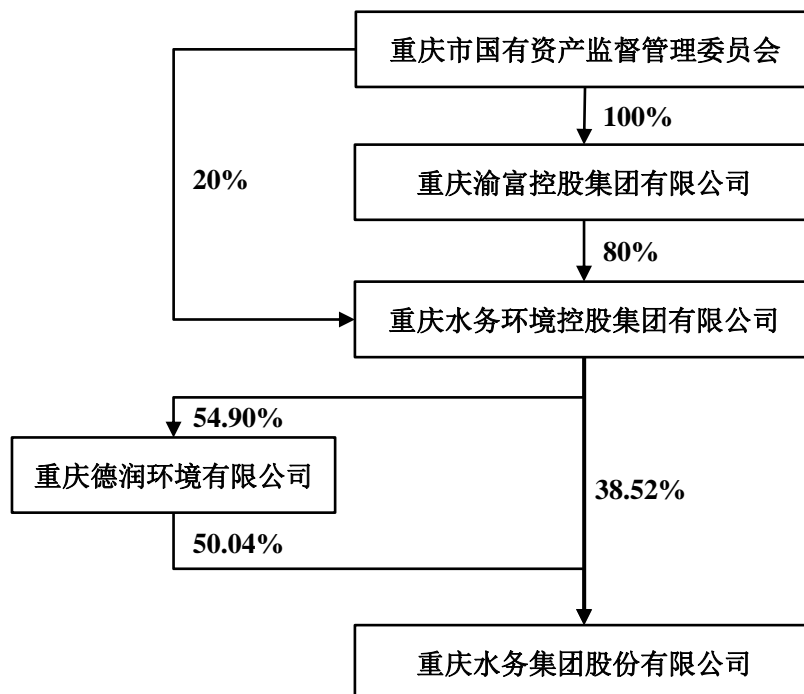 重庆市国有资产监督管理委员会
100%
20%
重庆渝富控股集团有限公司
80%
重庆水务环境控股集团有限公司
54.90%
重庆德润环境有限公司
38.52%
50.04%
重庆水务集团股份有限公司